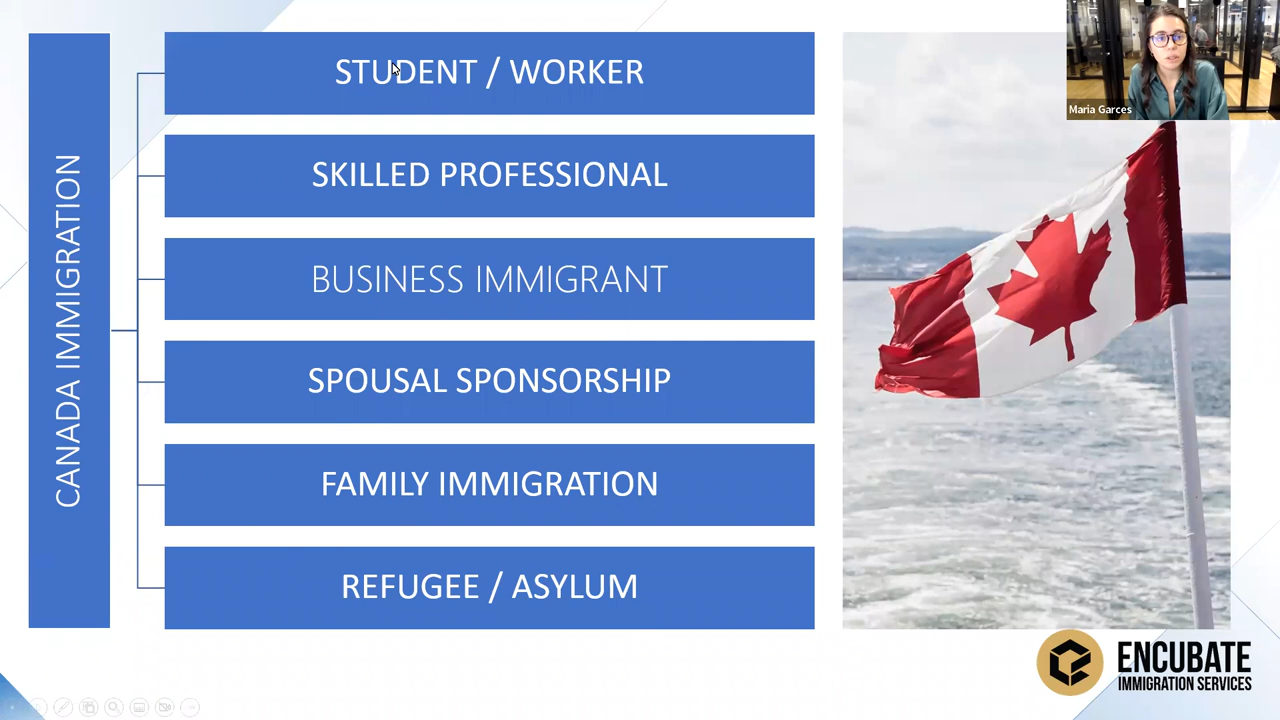 CANADA IMMIGRATION
STUDENT / WORKER
SKILLED PROFESSIONAL
BUSINESS IMMIGRANT
SPOUSAL SPONSORSHIP
FAMILY IMMIGRATION
REFUGEE / ASYLUM
Maria Garces
ENCUBATE
IMMIGRATION SERVICES